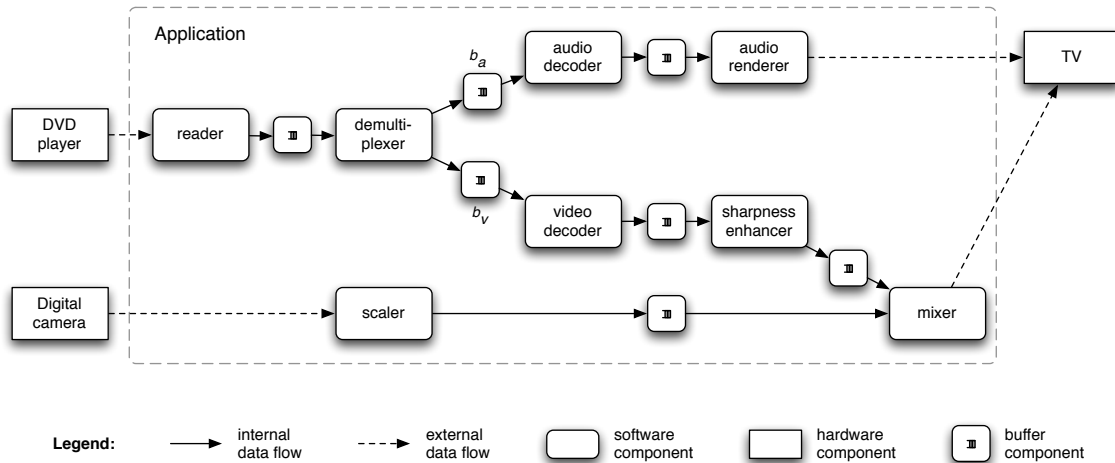 Application
DVD
player
reader
demulti-
plexer
b_a
audio
decoder
audio
renderer
TV
b_v
video
decoder
sharpness
enhancer
Digital
camera
scaler
mixer
Legend:
internal
data flow
external
data flow
software
component
hardware
component
buffer
component